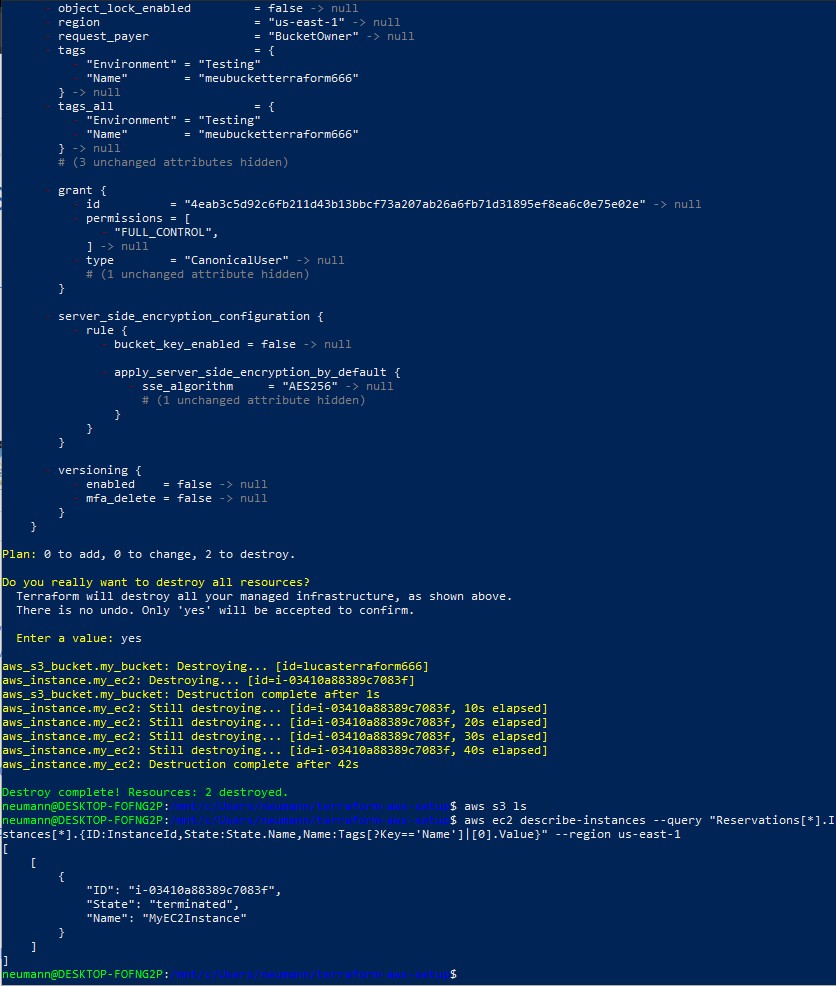 object_lock_enabled = false -> null
region = "us-east-1" -> null
request_payer = "BucketOwner" -> null
tags = {
- "Environment" = "Testing"
- "Name" = "meubucketterraform666"
} -> null
tags_all = {
- "Environment" = "Testing"
- "Name" = "meubucketterraform666"
} -> null
# (3 unchanged attributes hidden)
- grant {
- id = "4eab3c5d92c6fb211d43b13bbcf73a207ab26a6fb71d31895ef8ea6c0e75e02e" -> null
- permissions = [
- "FULL_CONTROL",
] -> null
- type = "CanonicalUser" -> null
# (1 unchanged attribute hidden)
}
- server_side_encryption_configuration {
- rule {
- bucket_key_enabled = false -> null
- apply_server_side_encryption_by_default {
- sse_algorithm = "AES256" -> null
# (1 unchanged attribute hidden)
}
}
}
- versioning {
- enabled = false -> null
- mfa_delete = false -> null
}
}
Plan: 0 to add, 0 to change, 2 to destroy.
Do you really want to destroy all resources?
Terraform will destroy all your managed infrastructure, as shown above.
There is no undo. Only 'yes' will be accepted to confirm.
Enter a value: yes
aws_s3_bucket.my_bucket: Destroying... [id=lucasterraform666]
aws_instance.my_ec2: Destroying... [id=i-03410a88389c7083f]
aws_s3_bucket.my_bucket: Destruction complete after 1s
aws_instance.my_ec2: Still destroying... [id=i-03410a88389c7083f, 10s elapsed]
aws_instance.my_ec2: Still destroying... [id=i-03410a88389c7083f, 20s elapsed]
aws_instance.my_ec2: Still destroying... [id=i-03410a88389c7083f, 30s elapsed]
aws_instance.my_ec2: Still destroying... [id=i-03410a88389c7083f, 40s elapsed]
aws_instance.my_ec2: Destruction complete after 42s
Destroy complete! Resources: 2 destroyed.
neumann@DESKTOP-FOFNG2P:/mnt/c/Users/neumann/terraform-aws-setup$ aws s3 ls
neumann@DESKTOP-FOFNG2P:/mnt/c/Users/neumann/terraform-aws-setup$ aws ec2 describe-instances --query "Reservations[*].I
stances[*].{ID:InstanceId,State:State.Name,Name:Tags[?Key=='Name']|[0].Value}" --region us-east-1
[
[
{
"ID": "i-03410a88389c7083f",
"State": "terminated",
"Name": "MyEC2Instance"
}
]
]
neumann@DESKTOP-FOFNG2P:/mnt/c/Users/neumann/terraform-aws-setup$